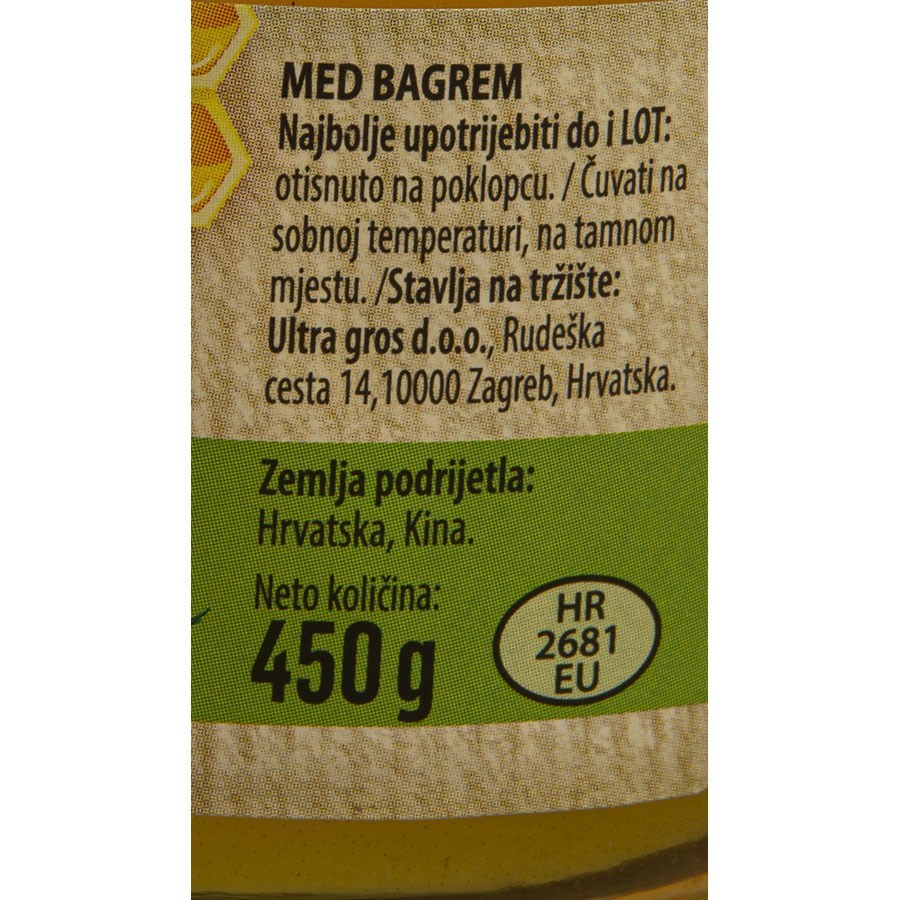 MED BAGREM
Najbolje upotrijebiti do i LOT:
otisnuto na poklopcu. / Čuvati na
sobnoj temperaturi, na tamnom
mjestu. /Stavlja na tržište:
Ultra gros d.o.o., Rudeška
cesta 14,10000 Zagreb, Hrvatska.
Zemlja podrijetla:
Hrvatska, Kina.
Neto količina:
450 g
HR
2681
EU